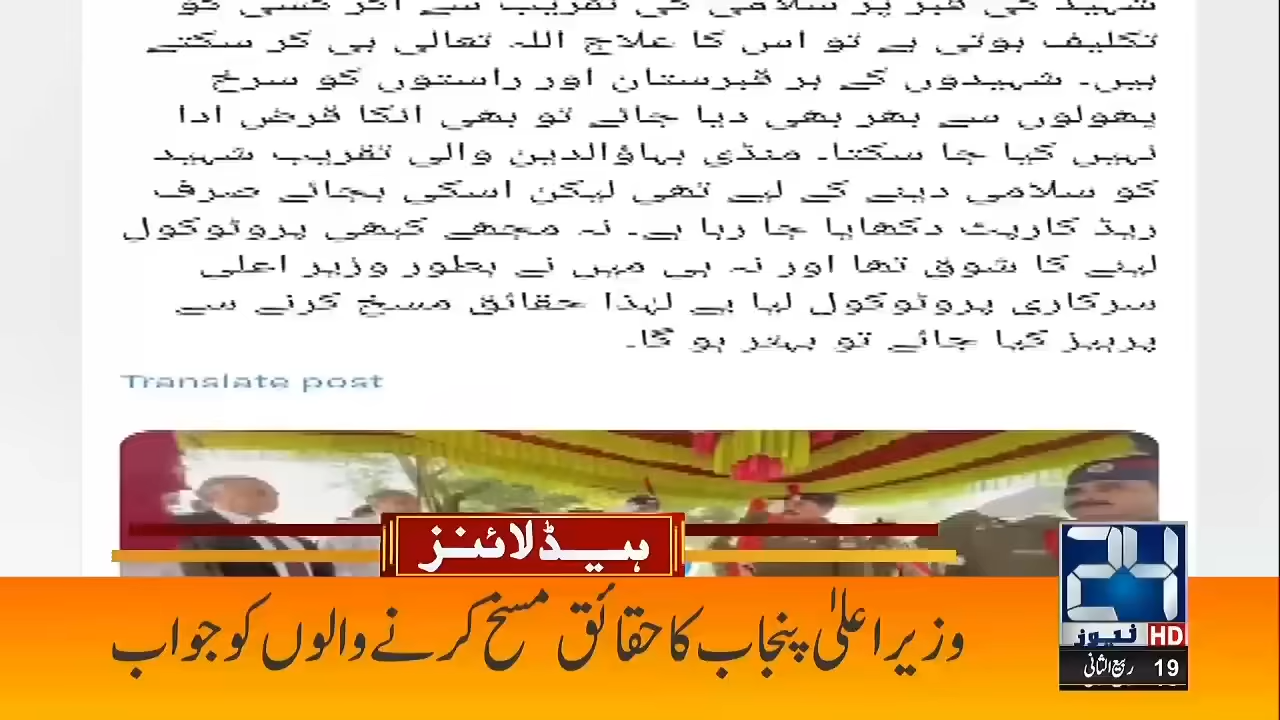 شہید کی قبر پر سلامی کی تقریب سے اگر کسی کو
تکلیف ہوتی ہے تو اس کا علاج اللہ تعالی ہی کر سکتے
ہیں۔ شہیدوں کے ہر قبرستان اور راستوں کو سرخ
پھولوں سے بھر بھی دیا جائے تو بھی انکا قرض ادا
نہیں کیا جا سکتا۔ منڈی بہاؤالدین والی تقریب شہید
کو سلامی دینے کے لیے تھی لیکن اسکی بجائے صرف
ریڈ کارپٹ دکھایا جا رہا ہے۔ نہ مجھے کبھی پروٹوکول
لینے کا شوق تھا اور نہ ہی میں نے بطور وزیر اعلی
سرکاری پروٹوکول لیا ہے لہٰذا حقائق مسخ کرنے سے
پرہیز کیا جائے تو بہتر ہو گا۔
Translate post
ہیڈلائنز
وزیراعلیٰ پنجاب کا حقائق مسخ کرنے والوں کو جواب
24
نیوز HD
19 ربیع الثانی